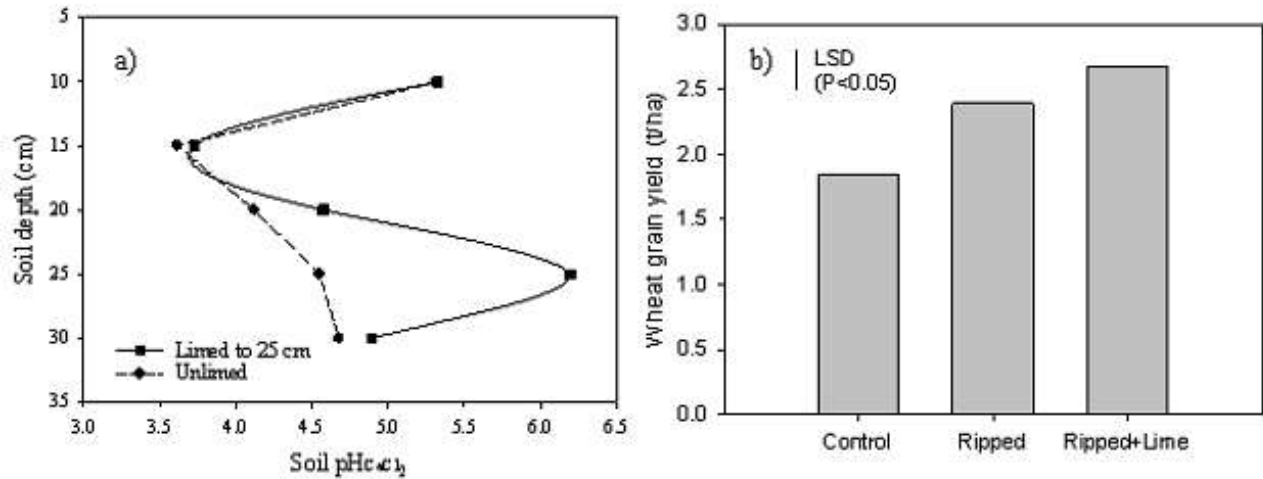 5
10
15
20
25
30
35
Soil depth (cm)
a)
Limed to 25 cm
Unlimed
3.0 3.5 4.0 4.5 5.0 5.5 6.0 6.5
Soil pHCaCl₂
3.0
2.5
2.0
1.5
1.0
0.5
0.0
Wheat grain yield (t/ha)
b)
LSD
(P<0.05)
Control Ripped Ripped+Lime